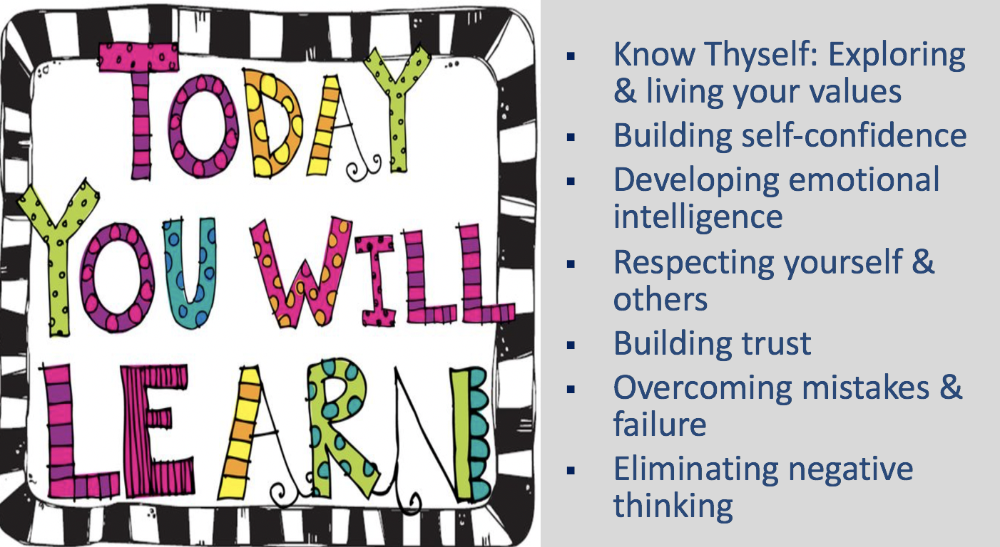 TODAY
YOU WILL
LEARN
▪ Know Thyself: Exploring
& living your values
▪ Building self-confidence
▪ Developing emotional
intelligence
▪ Respecting yourself &
others
▪ Building trust
▪ Overcoming mistakes &
failure
▪ Eliminating negative
thinking